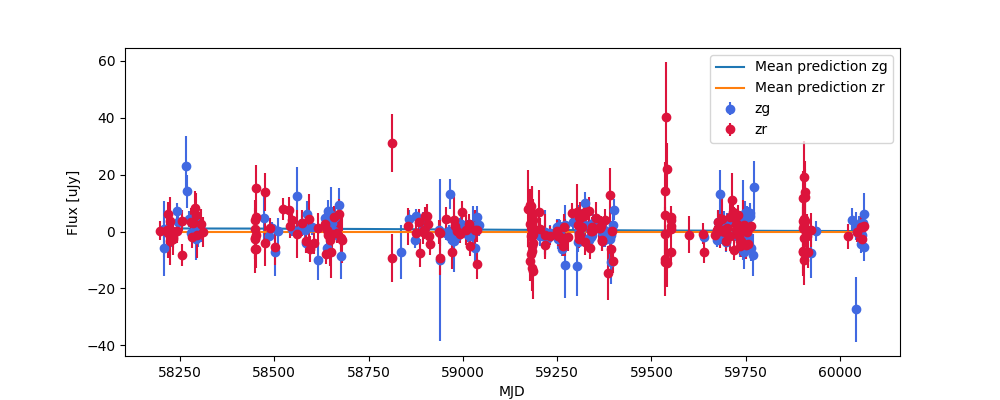 60
40
20
0
−20
−40
Flux [uJy]
58250
58500
58750
59000
59250
59500
59750
60000
MJD
Mean prediction zg
Mean prediction zr
zg
zr